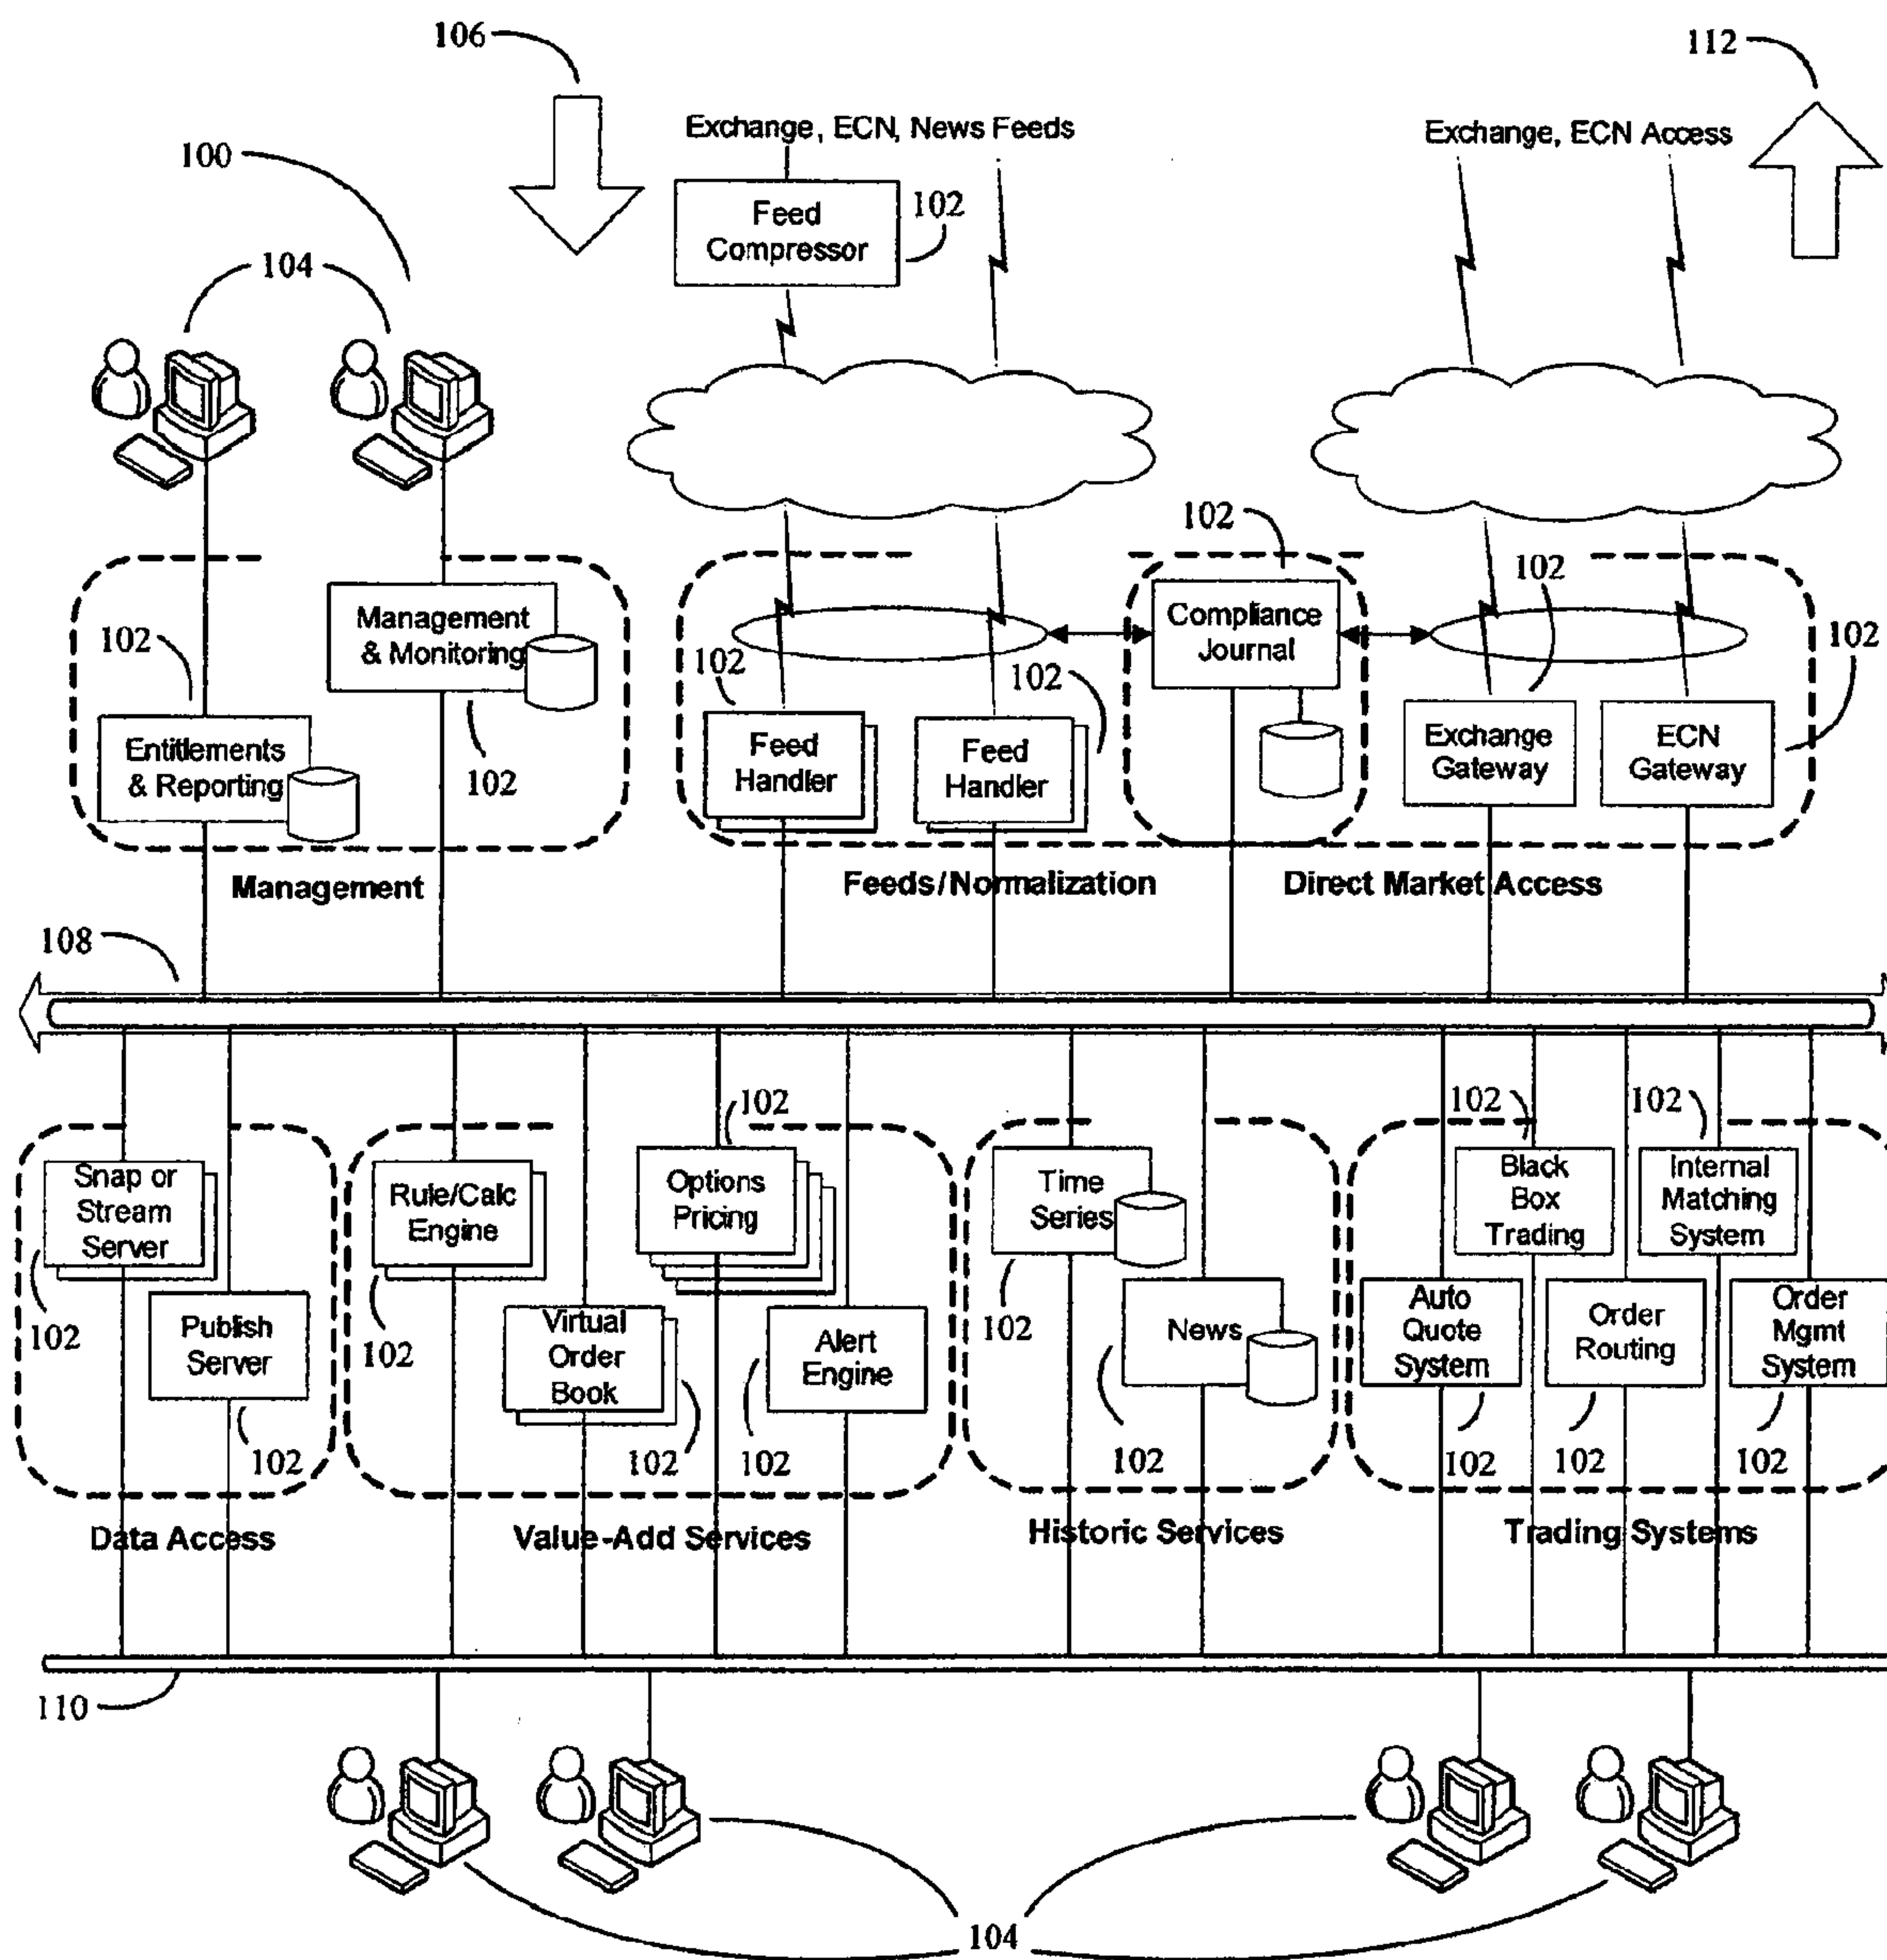 106
112
Exchange, ECN, News Feeds
Exchange, ECN Access
100
Feed
Compressor
102
104
102
Management
& Monitoring
102
Compliance
Journal
102
102
102
102
102
Entitlements
& Reporting
102
Feed
Handler
Feed
Handler
Exchange
Gateway
ECN
Gateway
Management
Feeds/Normalization
Direct Market Access
108
102
102
102
Snap or
Stream
Server
Rule/Calc
Engine
Options
Pricing
Time
Series
Black
Box
Trading
Internal
Matching
System
102
102
102
Publish
Server
Virtual
Order
Book
Alert
Engine
News
Auto
Quote
System
Order
Routing
Order
Mgmt
System
102
102
102
102
102
102
102
Data Access
Value-Add Services
Historic Services
Trading Systems
110
104